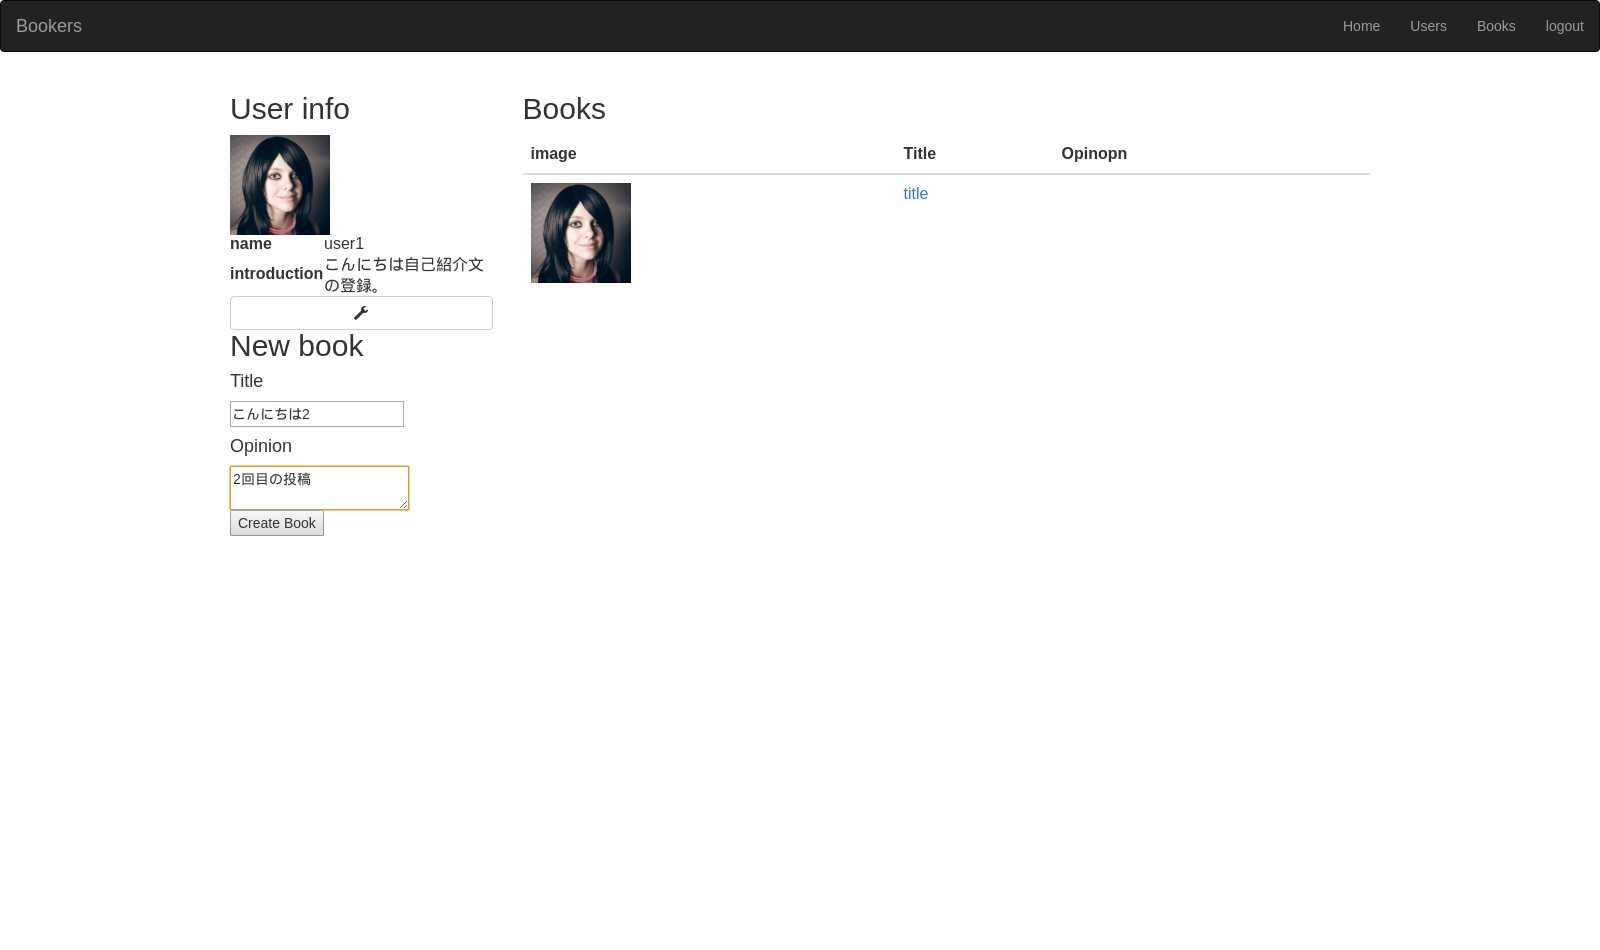 Bookers Home Users Books logout
User info
name user1
introduction こんにちは自己紹介文
の登録。
New book
Title
こんにちは2
Opinion
2回目の投稿
Create Book
Books
image Title Opinopn
title